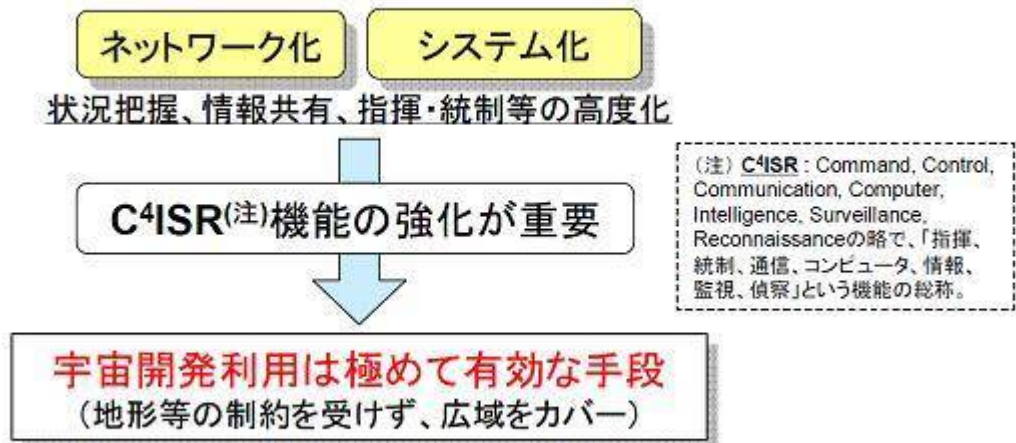 ネットワーク化
システム化
状況把握、情報共有、指揮・統制等の高度化
C⁴ISR(注)機能の強化が重要
(注) C⁴ISR : Command, Control,
Communication, Computer,
Intelligence, Surveillance,
Reconnaissanceの略で、「指揮、
統制、通信、コンピュータ、情報、
監視、偵察」という機能の総称。
宇宙開発利用は極めて有効な手段
(地形等の制約を受けず、広域をカバー)